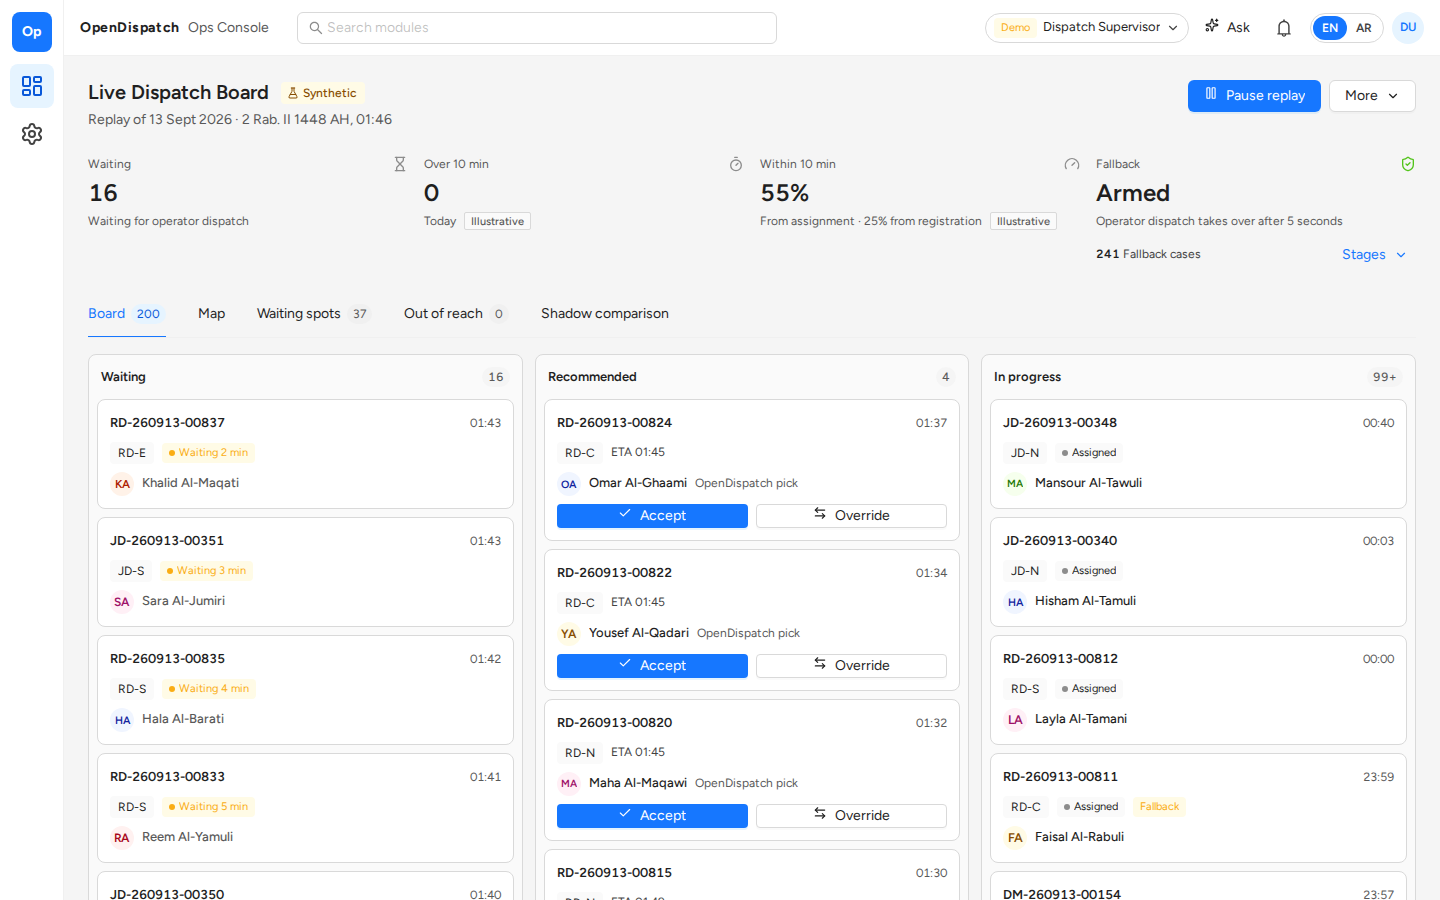 Op
OpenDispatch Ops Console
Search modules
Demo Dispatch Supervisor
Ask
EN AR
DU
Live Dispatch Board Synthetic
Replay of 13 Sept 2026 · 2 Rab. II 1448 AH, 01:46
Pause replay
More
Waiting
16
Waiting for operator dispatch
Over 10 min
0
Today Illustrative
Within 10 min
55%
From assignment · 25% from registration Illustrative
Fallback
Armed
Operator dispatch takes over after 5 seconds
241 Fallback cases Stages
Board 200 Map Waiting spots 37 Out of reach 0 Shadow comparison
Waiting 16
RD-260913-00837 01:43
RD-E Waiting 2 min
KA Khalid Al-Maqati
JD-260913-00351 01:43
JD-S Waiting 3 min
SA Sara Al-Jumiri
RD-260913-00835 01:42
RD-S Waiting 4 min
HA Hala Al-Barati
RD-260913-00833 01:41
RD-S Waiting 5 min
RA Reem Al-Yamuli
JD-260913-00350 01:40
Recommended 4
RD-260913-00824 01:37
RD-C ETA 01:45
OA Omar Al-Ghaami OpenDispatch pick
Accept Override
RD-260913-00822 01:34
RD-C ETA 01:45
YA Yousef Al-Qadari OpenDispatch pick
Accept Override
RD-260913-00820 01:32
RD-N ETA 01:45
MA Maha Al-Maqawi OpenDispatch pick
Accept Override
RD-260913-00815 01:30
In progress 99+
JD-260913-00348 00:40
JD-N Assigned
MA Mansour Al-Tawuli
JD-260913-00340 00:03
JD-N Assigned
HA Hisham Al-Tamuli
RD-260913-00812 00:00
RD-S Assigned
LA Layla Al-Tamani
RD-260913-00811 23:59
RD-C Assigned Fallback
FA Faisal Al-Rabuli
DM-260913-00154 23:57